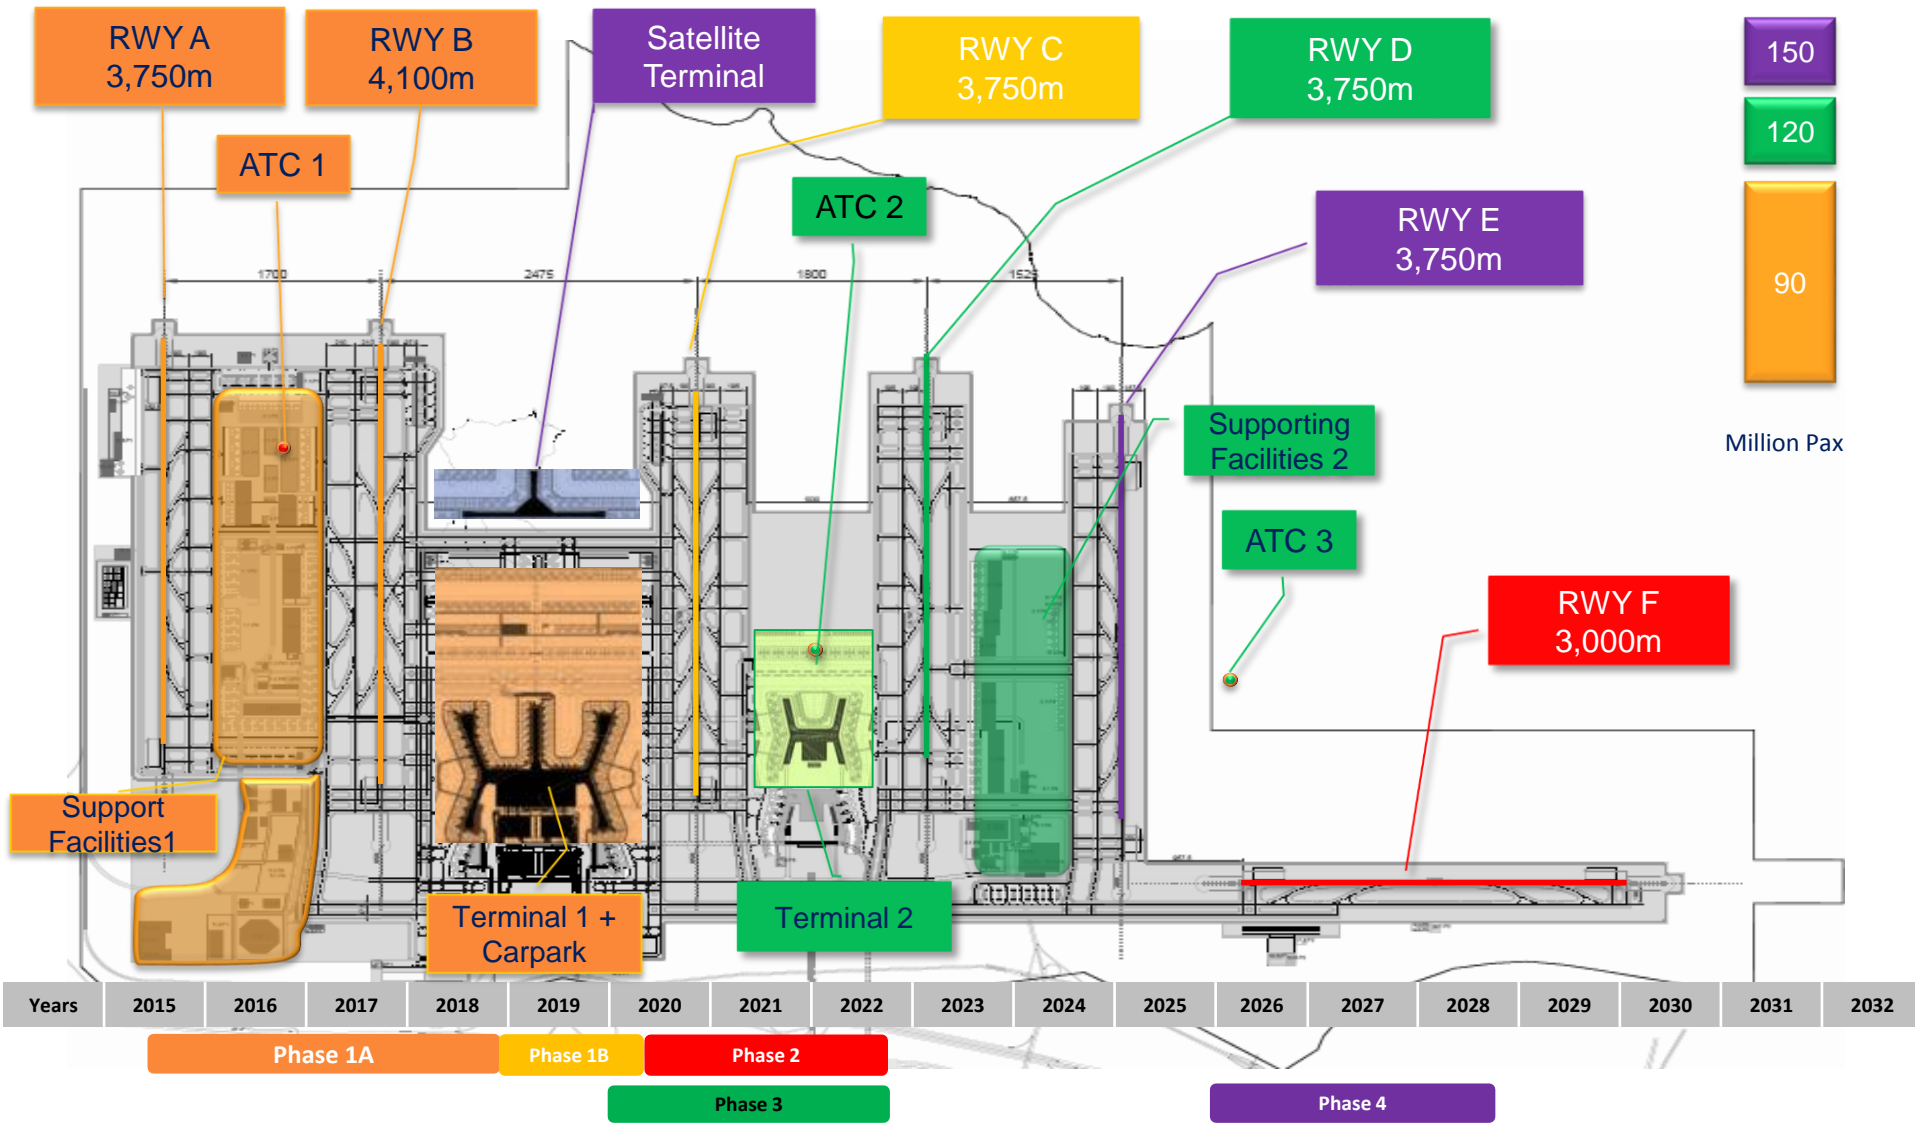 RWY A
3,750m
RWY B
4,100m
Satellite
Terminal
RWY C
3,750m
RWY D
3,750m
150
120
90
Million Pax
ATC 1
ATC 2
RWY E
3,750m
1700
2475
1800
1525
Supporting
Facilities 2
ATC 3
RWY F
3,000m
Support
Facilities1
Terminal 1 +
Carpark
Terminal 2
Years 2015 2016 2017 2018 2019 2020 2021 2022 2023 2024 2025 2026 2027 2028 2029 2030 2031 2032
Phase 1A Phase 1B Phase 2
Phase 3 Phase 4